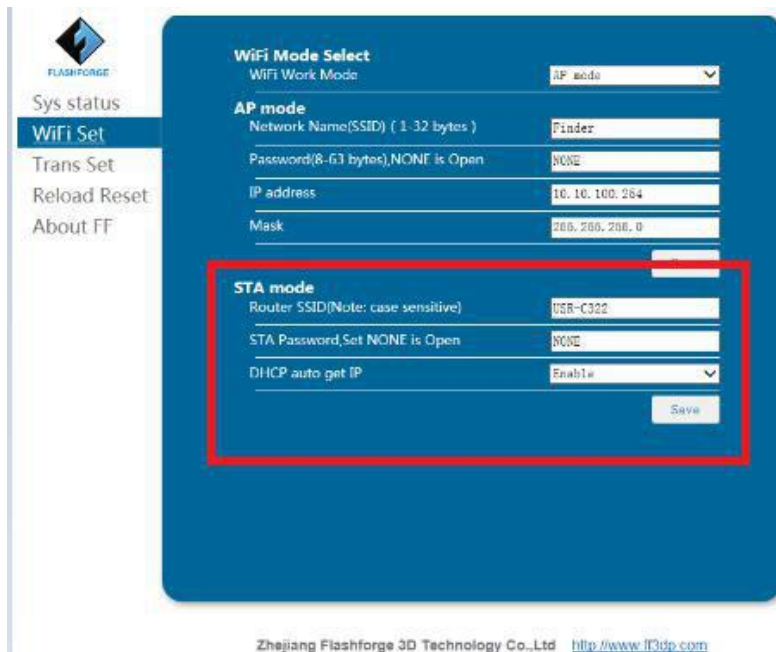 FLASHFORGE
Sys status
WiFi Set
Trans Set
Reload Reset
About FF
WiFi Mode Select
WiFi Work Mode AP mode
AP mode
Network Name(SSID) ( 1-32 bytes ) Finder
Password(8-63 bytes),NONE is Open NONE
IP address 10.10.100.254
Mask 255.255.255.0
STA mode
Router SSID(Note: case sensitive) USR-C322
STA Password,Set NONE is Open NONE
DHCP auto get IP Enable
Save
Zhejiang Flashforge 3D Technology Co.,Ltd http://www.ff3dp.com